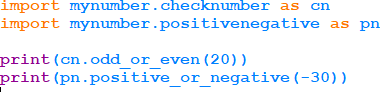 import mynumber.checknumber as cn
import mynumber.positivenegative as pn
print(cn.odd_or_even(20))
print(pn.positive_or_negative(-30))